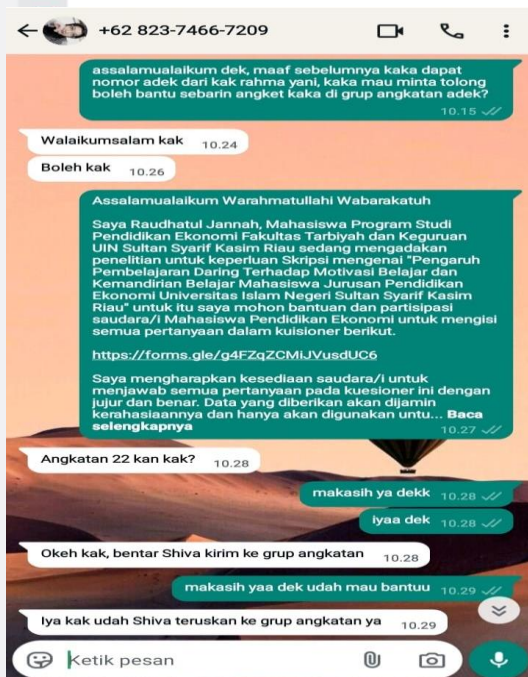 +62 823-7466-7209
assalamualaikum dek, maaf sebelumnya kaka dapat
nomor adek dari kak rahma yani, kaka mau minta tolong
boleh bantu sebarin angket kaka di grup angkatan adek?
10.15
Walaikumsalam kak 10.24
Boleh kak 10.26
Assalamualaikum Warahmatullahi Wabarakatuh
Saya Raudhatul Jannah, Mahasiswa Program Studi
Pendidikan Ekonomi Fakultas Tarbiyah dan Keguruan
UIN Sultan Syarif Kasim Riau sedang mengadakan
penelitian untuk keperluan Skripsi mengenai "Pengaruh
Pembelajaran Daring Terhadap Motivasi Belajar dan
Kemandirian Belajar Mahasiswa Jurusan Pendidikan
Ekonomi Universitas Islam Negeri Sultan Syarif Kasim
Riau" untuk itu saya mohon bantuan dan partisipasi
saudara/i Mahasiswa Pendidikan Ekonomi untuk mengisi
semua pertanyaan dalam kuisioner berikut.
https://forms.gle/g4FZqZCMiJVusdUC6
Saya mengharapkan kesediaan saudara/i untuk
menjawab semua pertanyaan pada kuesioner ini dengan
jujur dan benar. Data yang diberikan akan dijamin
kerahasiaannya dan hanya akan digunakan untu... Baca
selengkapnya 10.27
Angkatan 22 kan kak? 10.28
makasih ya dekk 10.28
iyaa dek 10.28
Okeh kak, bentar Shiva kirim ke grup angkatan 10.28
makasih yaa dek udah mau bantuu 10.29
Iya kak udah Shiva teruskan ke grup angkatan ya 10.29
Ketik pesan